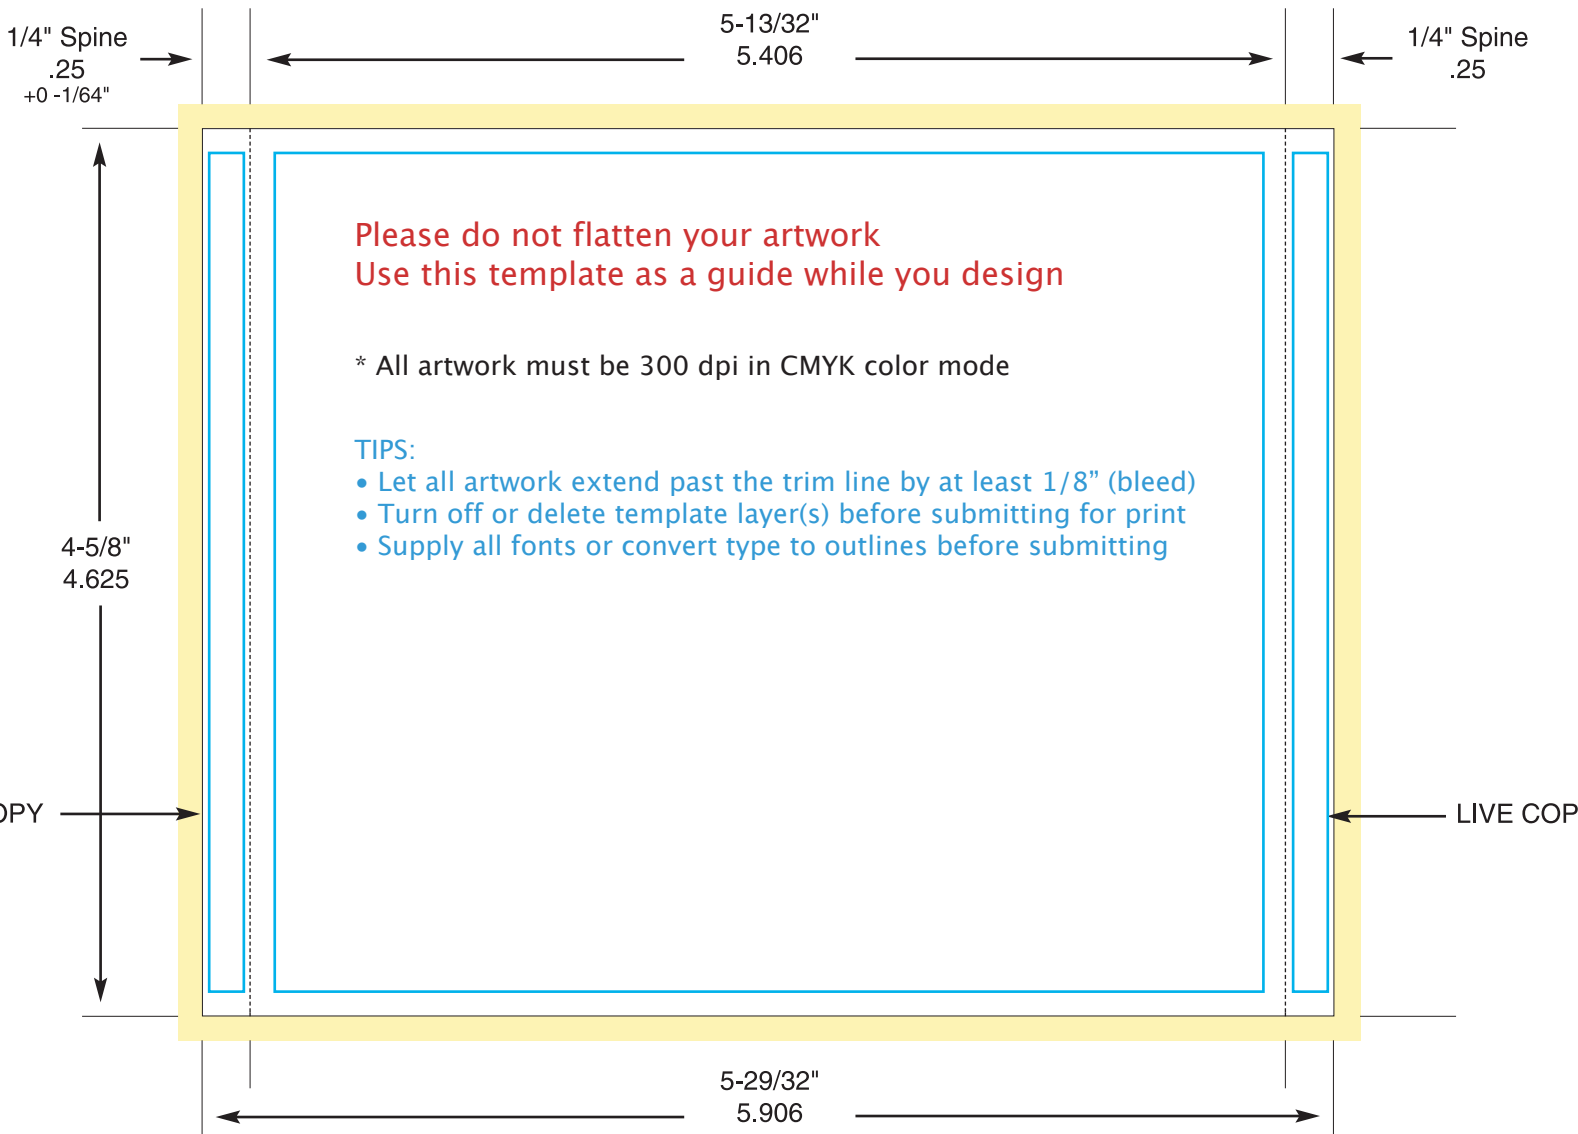 1/4" Spine
.25
+0 -1/64"
5-13/32"
5.406
1/4" Spine
.25
Please do not flatten your artwork
Use this template as a guide while you design
* All artwork must be 300 dpi in CMYK color mode
TIPS:
• Let all artwork extend past the trim line by at least 1/8” (bleed)
• Turn off or delete template layer(s) before submitting for print
• Supply all fonts or convert type to outlines before submitting
4-5/8"
4.625
OPY
LIVE COP
5-29/32"
5.906